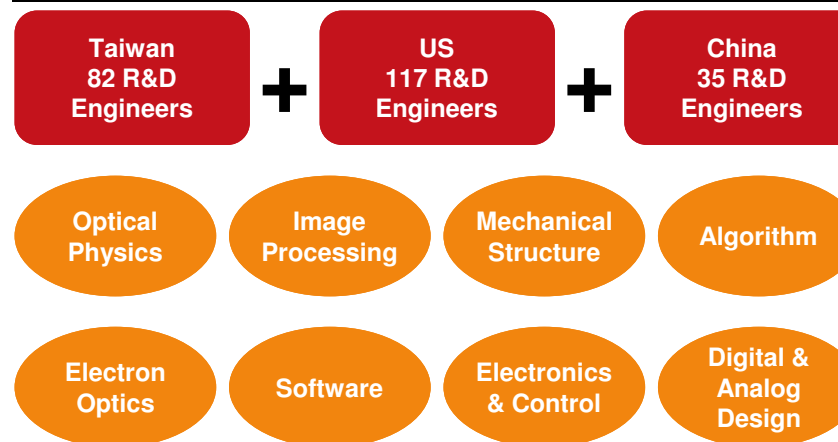 Taiwan
82 R&D
Engineers
+
US
117 R&D
Engineers
+
China
35 R&D
Engineers
Optical
Physics
Image
Processing
Mechanical
Structure
Algorithm
Electron
Optics
Software
Electronics
& Control
Digital &
Analog
Design